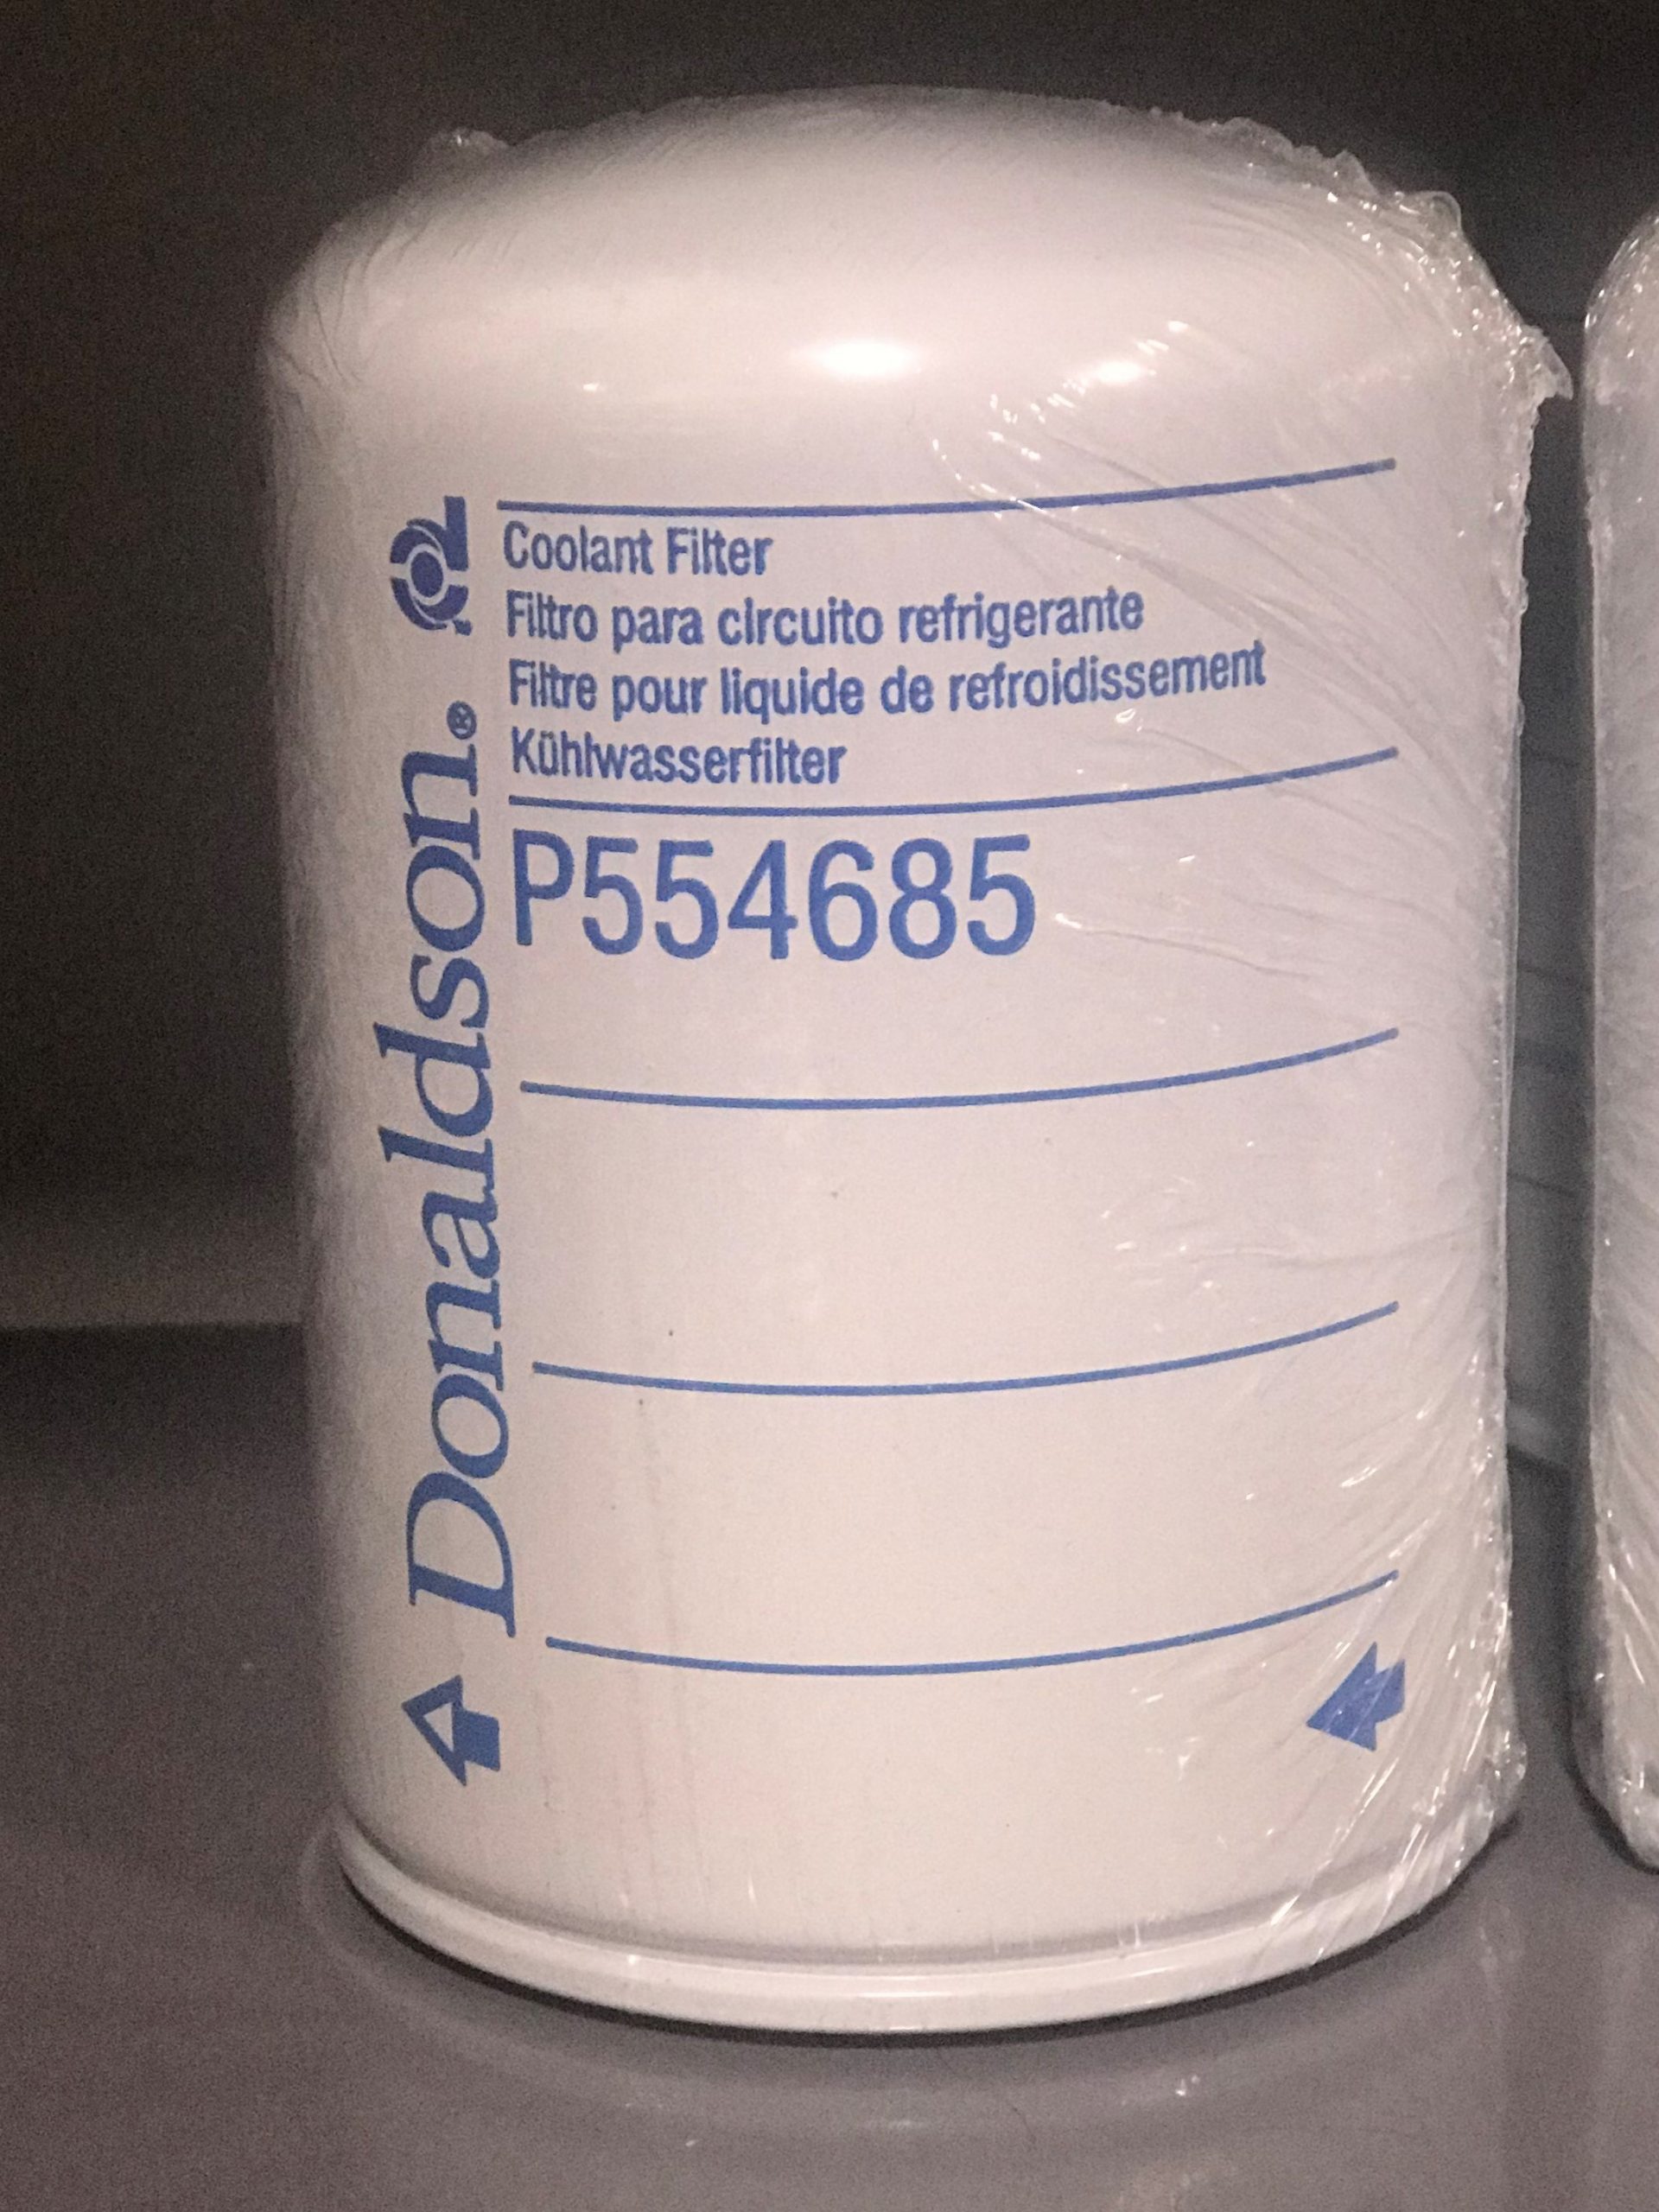 Donaldson®
Coolant Filter
Filtro para circuito refrigerante
Filtre pour liquide de refroidissement
Kühlwasserfilter
P554685